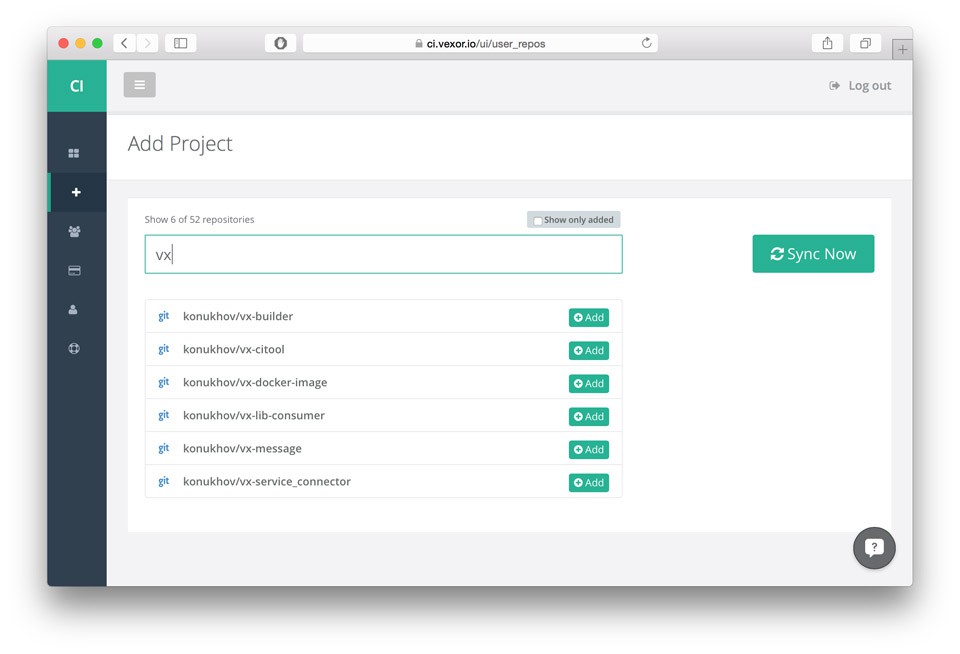 ci.vexor.io/ui/user_repos
CI
Log out
Add Project
Show 6 of 52 repositories
Show only added
vx
Sync Now
git konukhov/vx-builder Add
git konukhov/vx-citool Add
git konukhov/vx-docker-image Add
git konukhov/vx-lib-consumer Add
git konukhov/vx-message Add
git konukhov/vx-service_connector Add
?